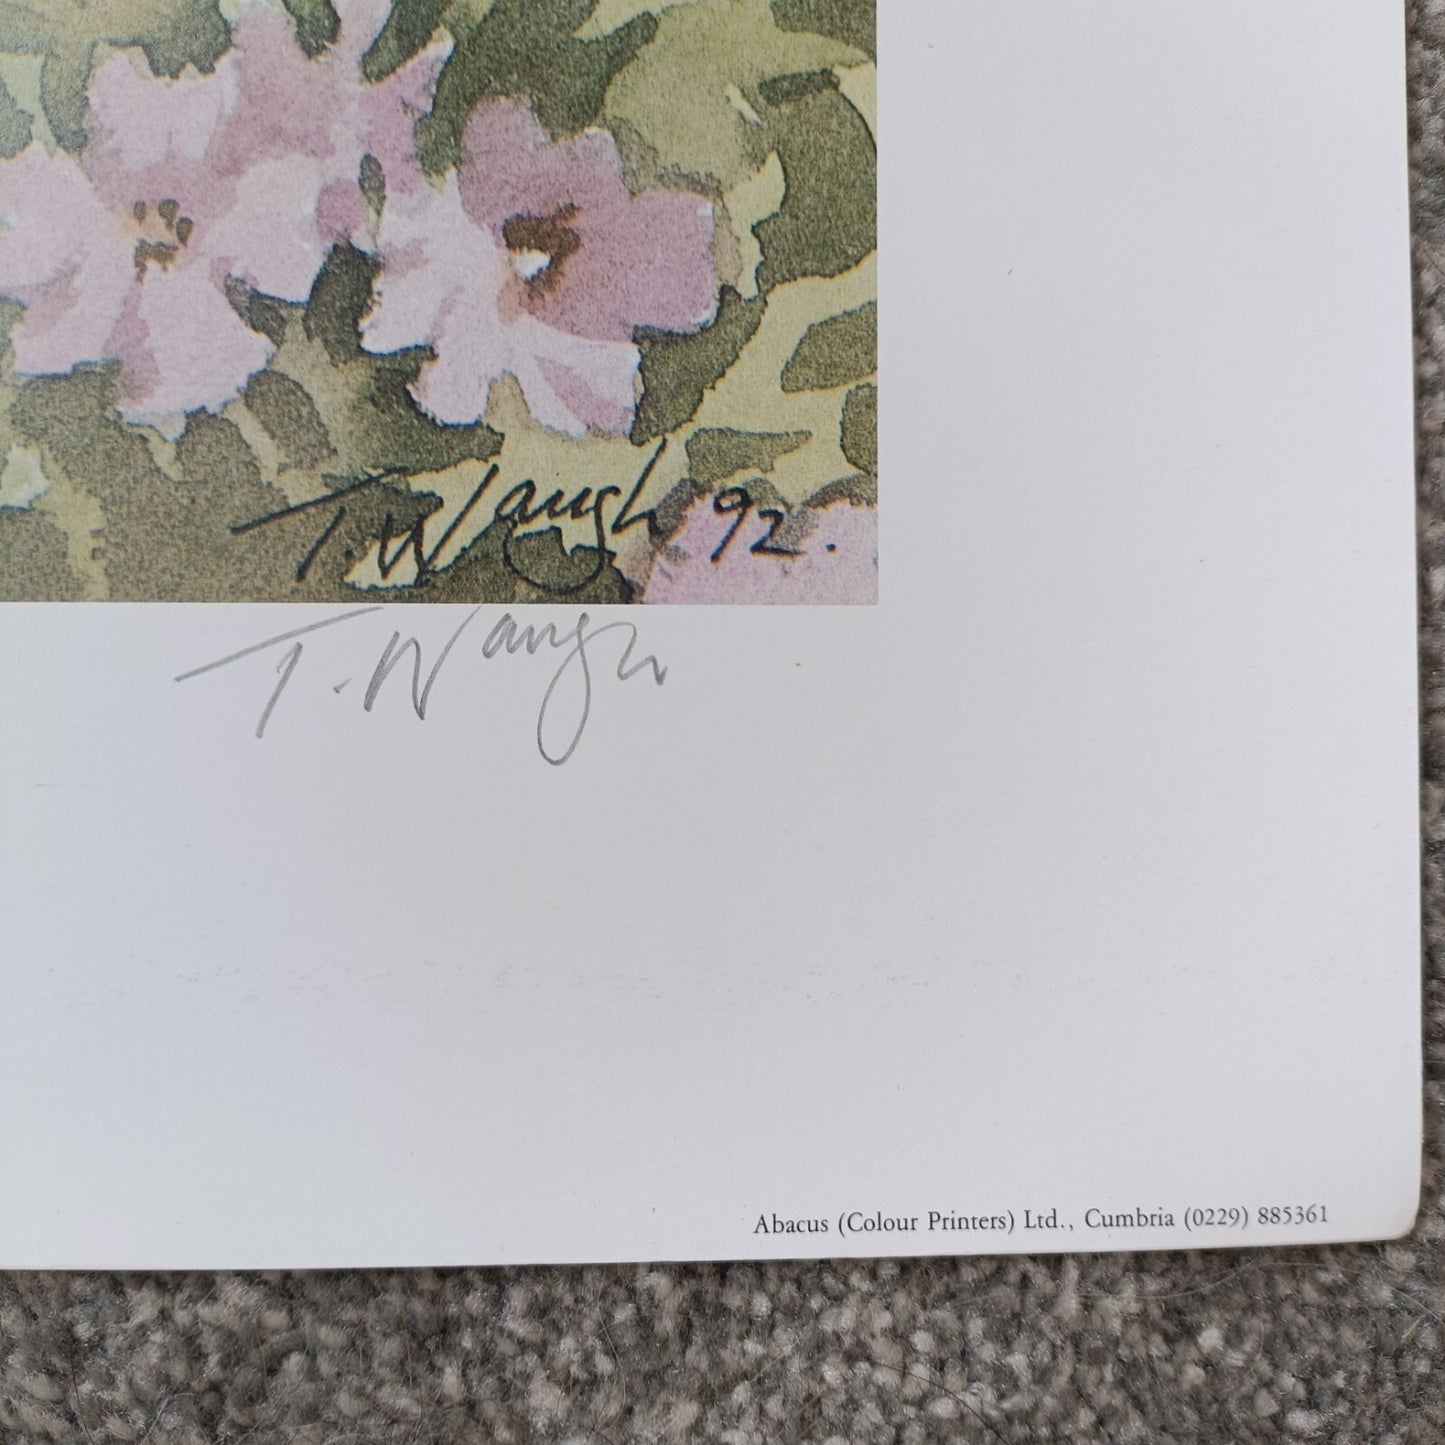 T. Waugh 92.
T. Waugh
Abacus (Colour Printers) Ltd., Cumbria (0229) 885361